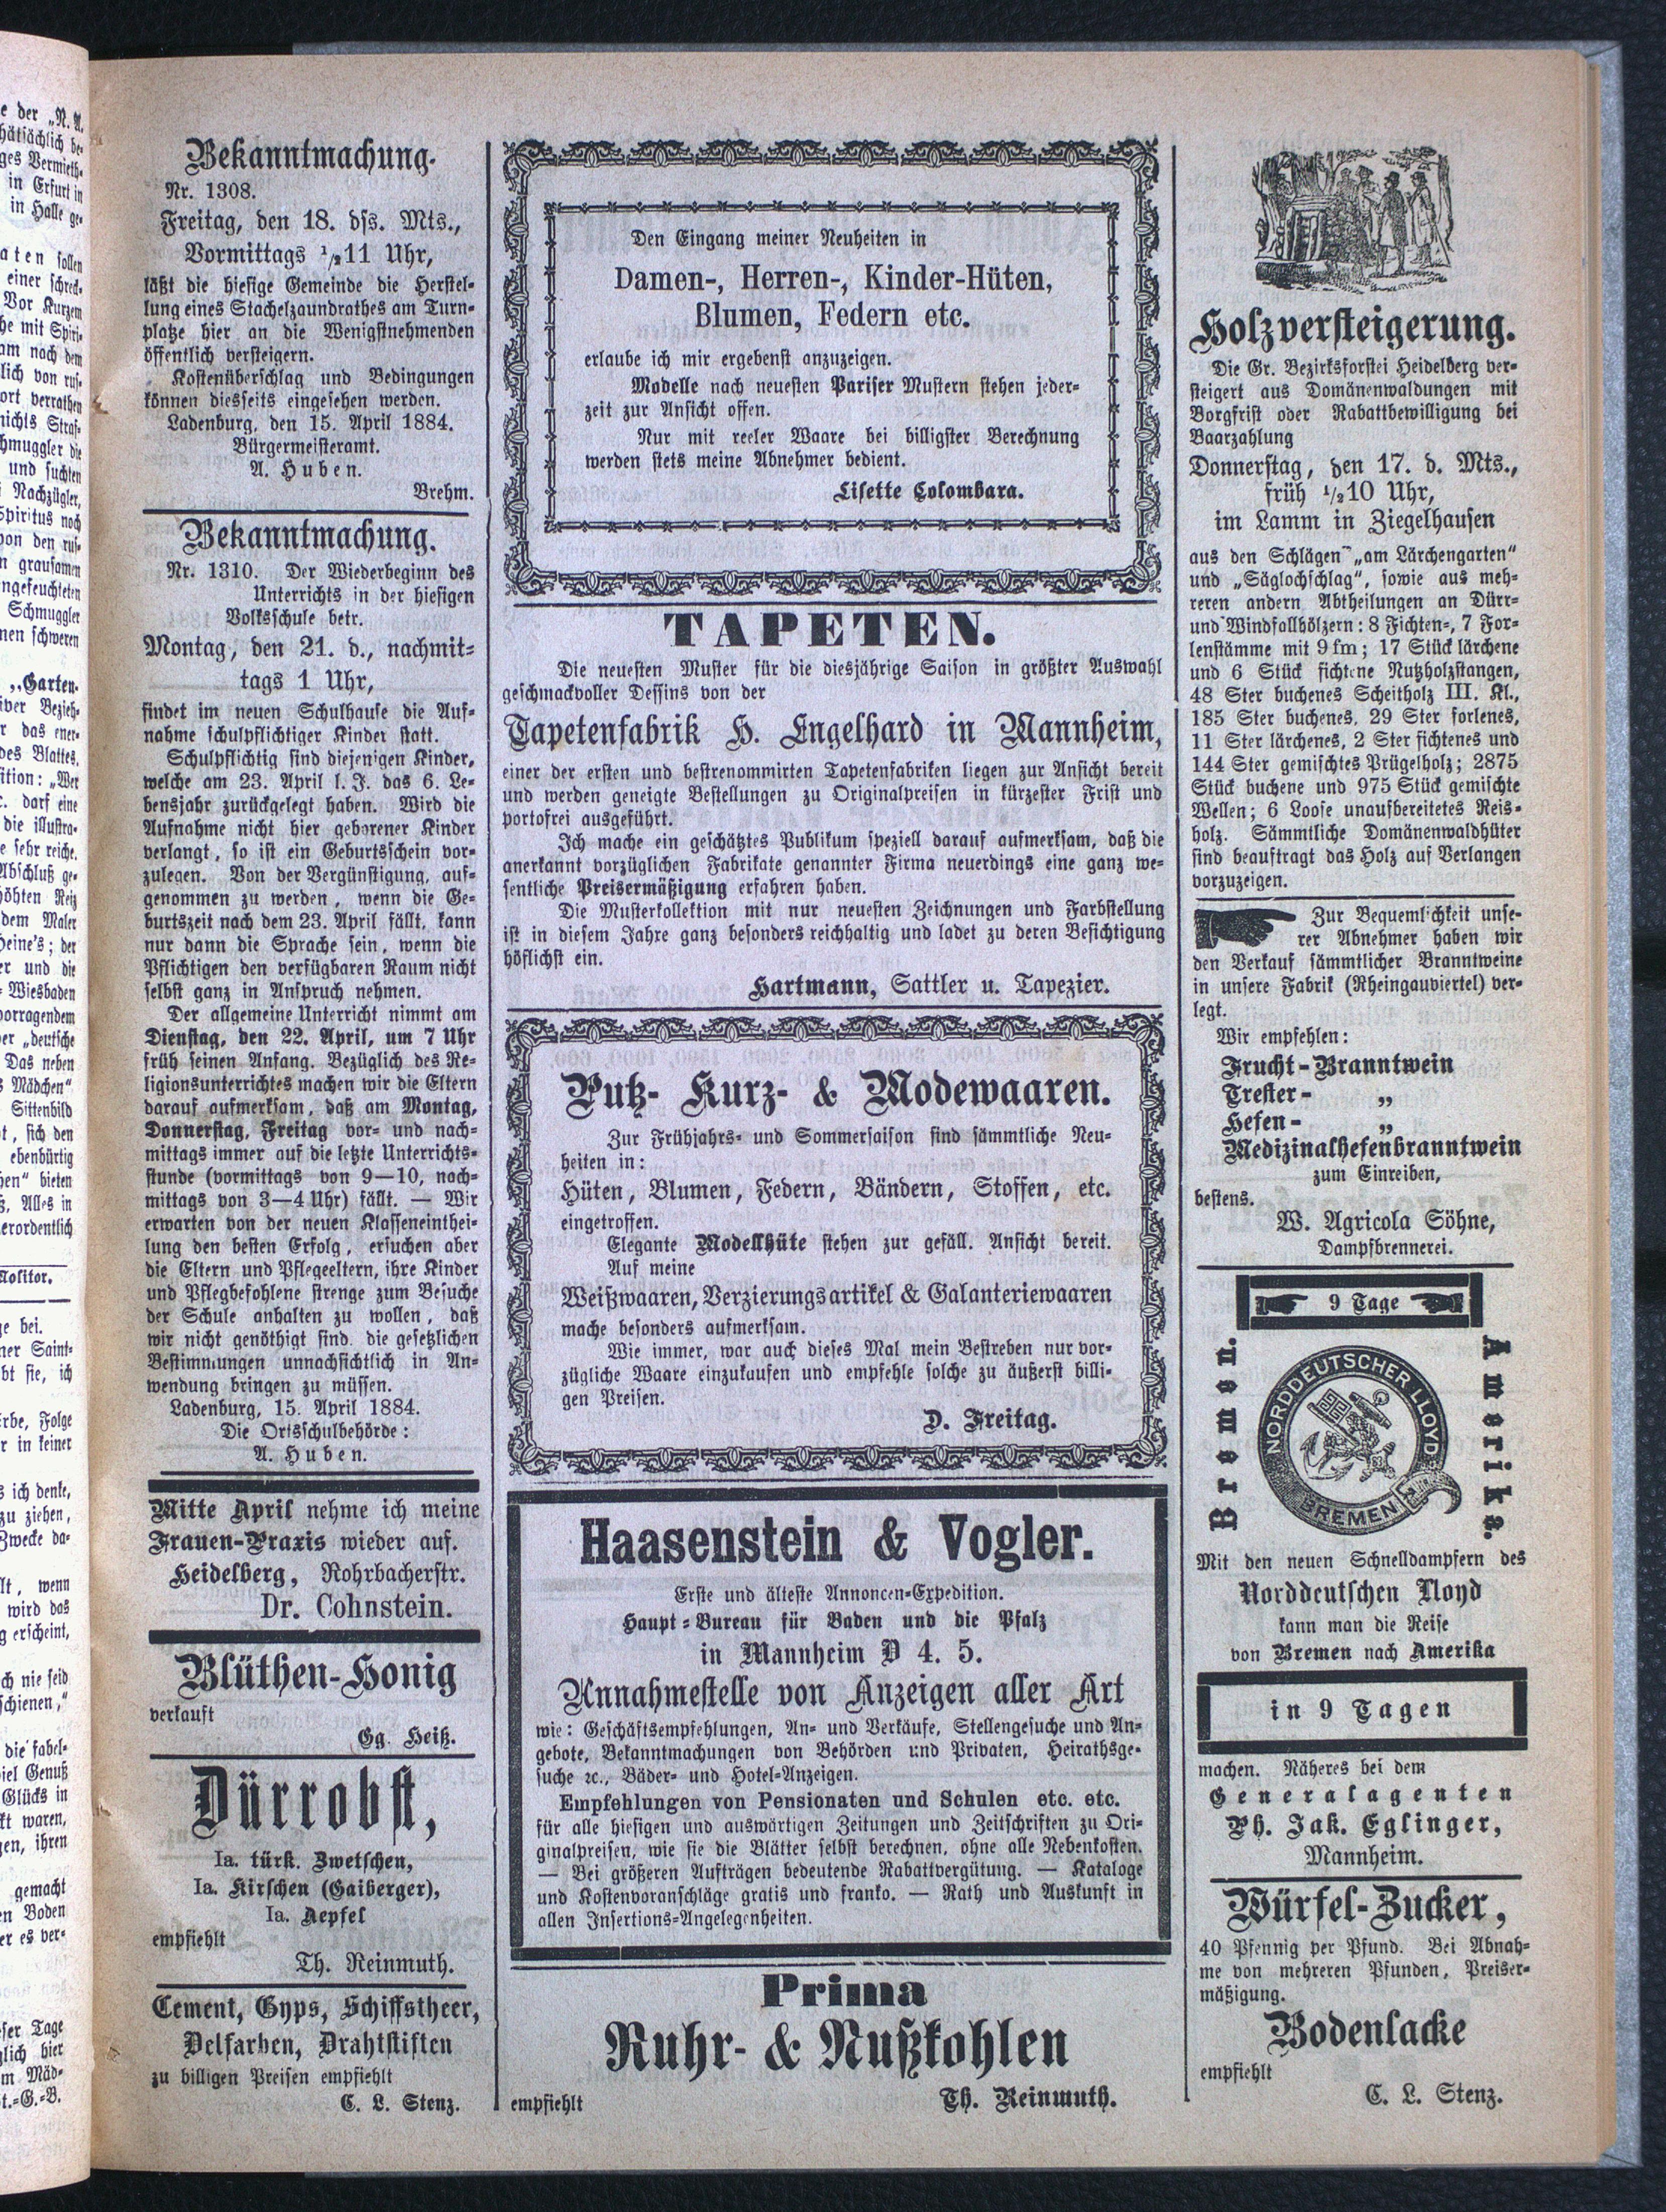 Bekanntmachung.
Nr. 1308.
Freitag, den 18. dſs. Mts.,
Vormittags ½11 Uhr,
läßt die hieſige Gemeinde die Herſtel-
lung eines Stachelzaundrathes am Turn-
platze hier an die Wenigſtnehmenden
öffentlich verſteigern.
Koſtenüberſchlag und Bedingungen
können diesſeits eingeſehen werden.
Ladenburg, den 15. April 1884.
Bürgermeiſteramt.
A. Huben.
Brehm.
Bekanntmachung.
Nr. 1310. Der Wiederbeginn des
Unterrichts in der hieſigen
Volksſchule betr.
Montag, den 21. d., nachmit-
tags 1 Uhr,
findet im neuen Schulhauſe die Auf-
nahme ſchulpflichtiger Kinder ſtatt.
Schulpflichtig ſind diejenigen Kinder,
welche am 23. April l. J. das 6. Le-
bensjahr zurückgelegt haben. Wird die
Aufnahme nicht hier geborener Kinder
verlangt, ſo iſt ein Geburtsſchein vor-
zulegen. Von der Vergünſtigung, auf-
genommen zu werden, wenn die Ge-
burtszeit nach dem 23. April fällt, kann
nur dann die Sprache ſein, wenn die
Pflichtigen den verfügbaren Raum nicht
ſelbſt ganz in Anſpruch nehmen.
Der allgemeine Unterricht nimmt am
Dienſtag, den 22. April, um 7 Uhr
früh ſeinen Anfang. Bezüglich des Re-
ligionsunterrichtes machen wir die Eltern
darauf aufmerkſam, daß am Montag,
Donnerſtag, Freitag vor- und nach-
mittags immer auf die letzte Unterrichts-
ſtunde (vormittags von 9—10, nach-
mittags von 3—4 Uhr) fällt. — Wir
erwarten von der neuen Klaſſeneinthei-
lung den beſten Erfolg, erſuchen aber
die Eltern und Pflegeeltern, ihre Kinder
und Pflegbefohlene ſtrenge zum Beſuche
der Schule anhalten zu wollen, daß
wir nicht genöthigt ſind, die geſetzlichen
Beſtimmungen unnachſichtlich in An-
wendung bringen zu müſſen.
Ladenburg, 15. April 1884.
Die Ortsſchulbehörde:
A. Huben.
Mitte April nehme ich meine
Frauen-Praxis wieder auf.
Heidelberg, Rohrbacherſtr.
Dr. Cohnstein.
Blüthen-Honig
verkauft
Gg. Heiß.
Dürrobſt,
Ia. türk. Zwetſchen,
Ia. Kirſchen (Gaiberger),
Ia. Aepfel
empfiehlt
Th. Reinmuth.
Cement, Gyps, Schiffstheer,
Oelfarben, Drahtſtiften
zu billigen Preiſen empfiehlt
C. L. Stenz.
Den Eingang meiner Neuheiten in
Damen-, Herren-, Kinder-Hüten,
Blumen, Federn etc.
erlaube ich mir ergebenſt anzuzeigen.
Modelle nach neueſten Pariſer Muſtern ſtehen jeder-
zeit zur Anſicht offen.
Nur mit reeler Waare bei billigſter Berechnung
werden ſtets meine Abnehmer bedient.
Liſette Colombara.
TAPETEN.
Die neueſten Muſter für die diesjährige Saiſon in größter Auswahl
geſchmackvoller Deſſins von der
Tapetenfabrik H. Engelhard in Mannheim,
einer der erſten und beſtrenommirten Tapetenfabriken liegen zur Anſicht bereit
und werden geneigte Beſtellungen zu Originalpreiſen in kürzeſter Friſt und
portofrei ausgeführt.
Ich mache ein geſchätztes Publikum ſpeziell darauf aufmerkſam, daß die
anerkannt vorzüglichen Fabrikate genannter Firma neuerdings eine ganz we-
ſentliche Preisermäßigung erfahren haben.
Die Muſterkollektion mit nur neueſten Zeichnungen und Farbſtellung
iſt in dieſem Jahre ganz beſonders reichhaltig und ladet zu deren Beſichtigung
höflichſt ein.
Hartmann, Sattler u. Tapezier.
Putz- Kurz- & Modewaaren.
Zur Frühjahrs- und Sommerſaiſon ſind ſämmtliche Neu-
heiten in:
Hüten, Blumen, Federn, Bändern, Stoffen, etc.
eingetroffen.
Elegante Modellhüte ſtehen zur gefäll. Anſicht bereit.
Auf meine
Weißwaaren, Verzierungsartikel & Galanteriewaaren
mache beſonders aufmerkſam.
Wie immer, war auch dieſes Mal mein Beſtreben nur vor-
zügliche Waare einzukaufen und empfehle ſolche zu äußerſt billi-
gen Preiſen.
D. Freitag.
Haasenstein & Vogler.
Erſte und älteſte Annoncen-Expedition.
Haupt-Bureau für Baden und die Pfalz
in Mannheim D 4. 5.
Annahmeſtelle von Anzeigen aller Art
wie: Geſchäftsempfehlungen, An- und Verkäufe, Stellengeſuche und An-
gebote, Bekanntmachungen von Behörden und Privaten, Heirathsge-
ſuche ꝛc., Bäder- und Hotel-Anzeigen.
Empfehlungen von Penſionaten und Schulen etc. etc.
für alle hieſigen und auswärtigen Zeitungen und Zeitſchriften zu Ori-
ginalpreiſen, wie ſie die Blätter ſelbſt berechnen, ohne alle Nebenkoſten.
— Bei größeren Aufträgen bedeutende Rabattvergütung. — Kataloge
und Koſtenvoranſchläge gratis und franko. — Rath und Auskunft in
allen Inſertions-Angelegenheiten.
Prima
Ruhr- & Nußkohlen
empfiehlt
Th. Reinmuth.
Holzverſteigerung.
Die Gr. Bezirksforſtei Heidelberg ver-
ſteigert aus Domänenwaldungen mit
Borgfriſt oder Rabattbewilligung bei
Baarzahlung
Donnerſtag, den 17. d. Mts.,
früh ½10 Uhr,
im Lamm in Ziegelhauſen
aus den Schlägen „am Lärchengarten“
und „Säglochſchlag“, ſowie aus meh-
reren andern Abtheilungen an Dürr-
und Windfallhölzern: 8 Fichten-, 7 For-
lenſtämme mit 9 fm; 17 Stück lärchene
und 6 Stück fichtene Nutzholzſtangen,
48 Ster buchenes Scheitholz III. Kl.,
185 Ster buchenes, 29 Ster forlenes,
11 Ster lärchenes, 2 Ster fichtenes und
144 Ster gemiſchtes Prügelholz; 2875
Stück buchene und 975 Stück gemiſchte
Wellen; 6 Looſe unaufbereitetes Reis-
holz. Sämmtliche Domänenwaldhüter
ſind beauftragt das Holz auf Verlangen
vorzuzeigen.
Zur Bequemlichkeit unſe-
rer Abnehmer haben wir
den Verkauf ſämmtlicher Branntweine
in unſere Fabrik (Rheingauviertel) ver-
legt.
Wir empfehlen:
Frucht-Branntwein
Treſter- „
Hefen- „
Medizinalhefenbranntwein
zum Einreiben,
beſtens.
W. Agricola Söhne,
Dampfbrennerei.
9 Tage
Bremen.
NORDDEUTSCHER LLOYD
BREMEN
Amerika.
Mit den neuen Schnelldampfern des
Norddeutſchen Lloyd
kann man die Reiſe
von Bremen nach Amerika
in 9 Tagen
machen. Näheres bei dem
Generalagenten
Ph. Jak. Eglinger,
Mannheim.
Würfel-Zucker,
40 Pfennig per Pfund. Bei Abnah-
me von mehreren Pfunden, Preiser-
mäßigung.
Bodenlacke
empfiehlt
C. L. Stenz.